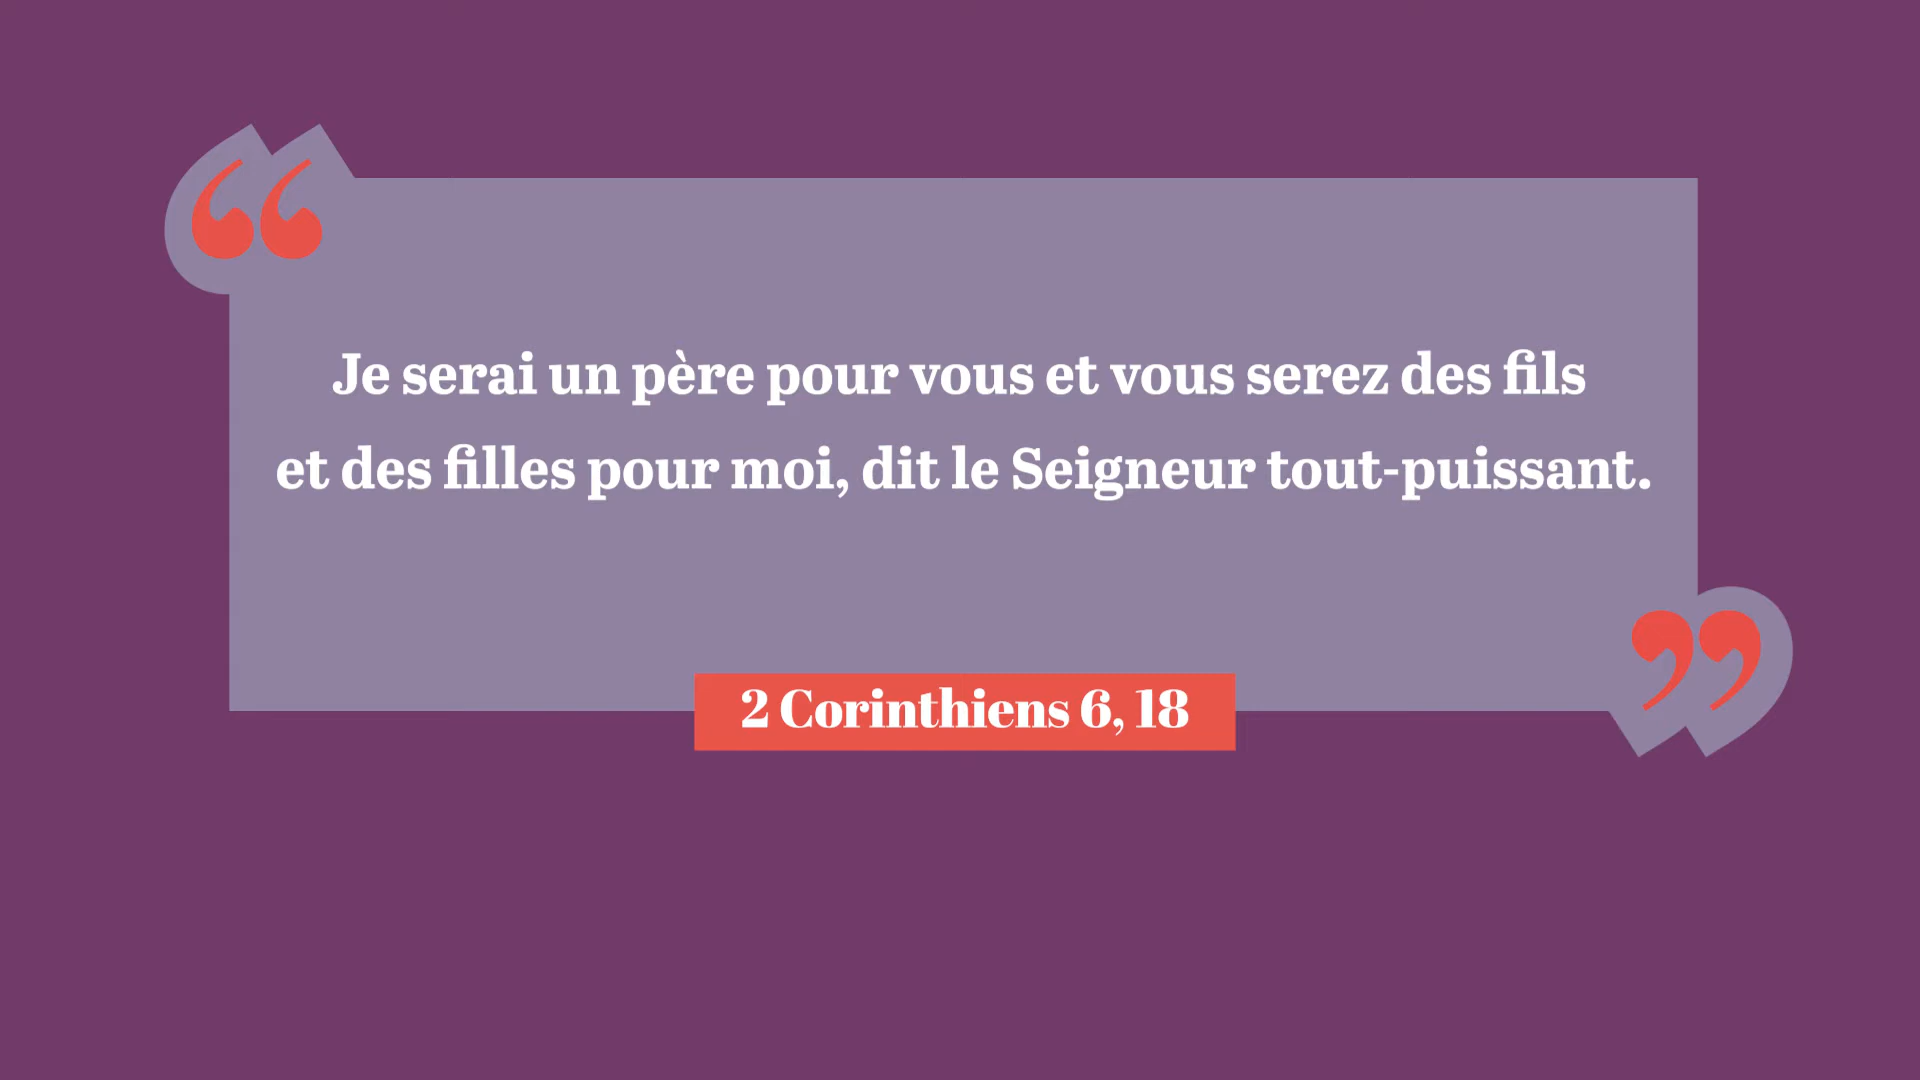 “
Je serai un père pour vous et vous serez des fils
et des filles pour moi, dit le Seigneur tout-puissant.
”
2 Corinthiens 6, 18